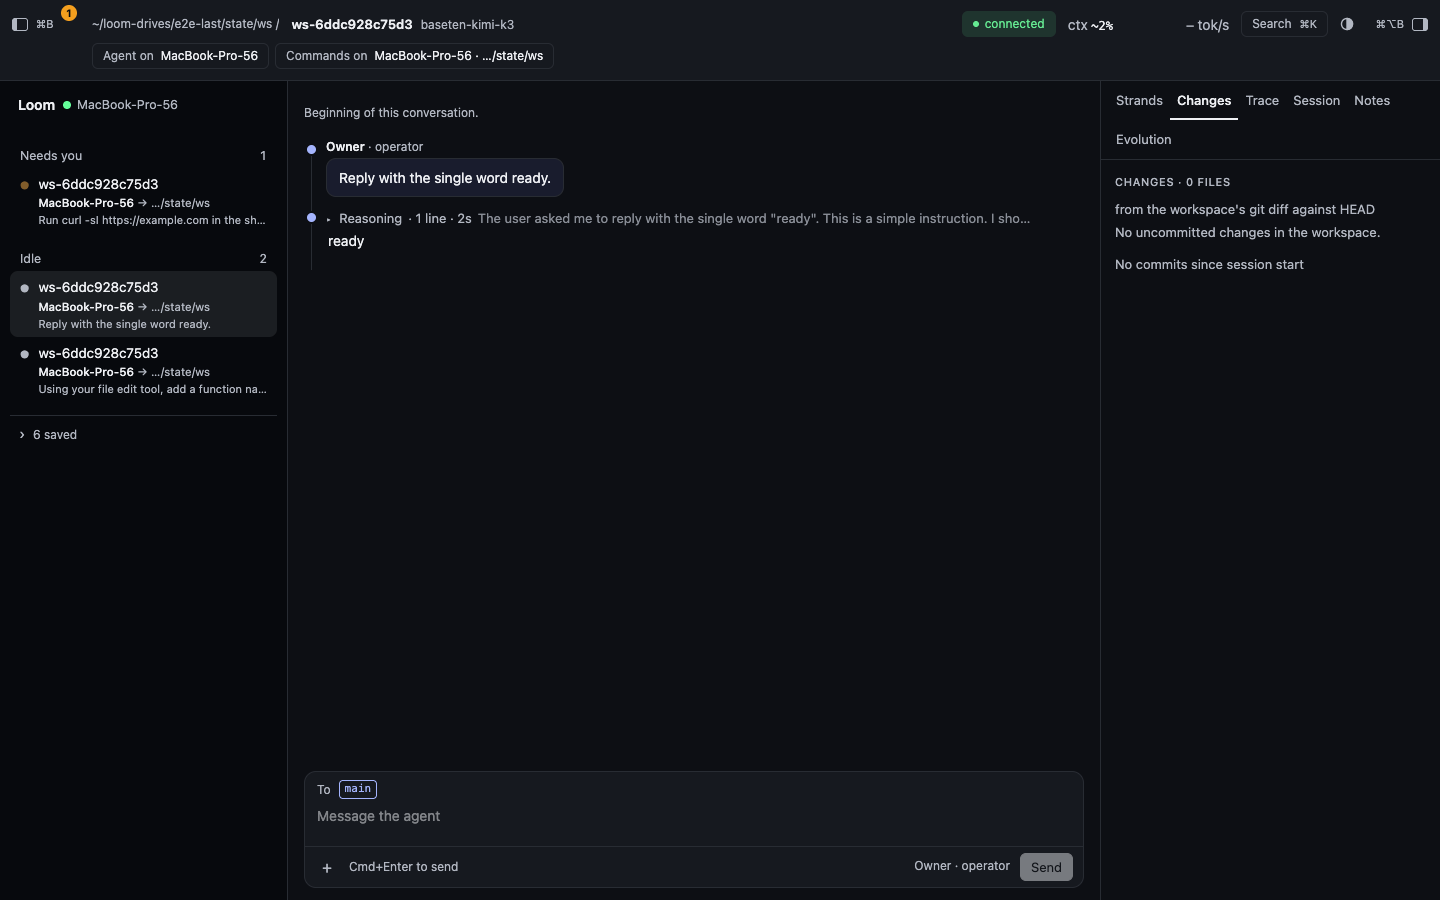 ⌘B
1
~/loom-drives/e2e-last/state/ws / ws-6ddc928c75d3 baseten-kimi-k3
connected
ctx ~2%
– tok/s
Search ⌘K
⌘⌥B
Agent on MacBook-Pro-56
Commands on MacBook-Pro-56 · …/state/ws
Loom MacBook-Pro-56
Needs you 1
ws-6ddc928c75d3
MacBook-Pro-56 → …/state/ws
Run curl -sI https://example.com in the sh…
Idle 2
ws-6ddc928c75d3
MacBook-Pro-56 → …/state/ws
Reply with the single word ready.
ws-6ddc928c75d3
MacBook-Pro-56 → …/state/ws
Using your file edit tool, add a function na…
› 6 saved
Beginning of this conversation.
Owner · operator
Reply with the single word ready.
Reasoning · 1 line · 2s The user asked me to reply with the single word "ready". This is a simple instruction. I sho…
ready
To main
Message the agent
+ Cmd+Enter to send
Owner · operator
Send
Strands Changes Trace Session Notes
Evolution
CHANGES · 0 FILES
from the workspace's git diff against HEAD
No uncommitted changes in the workspace.
No commits since session start